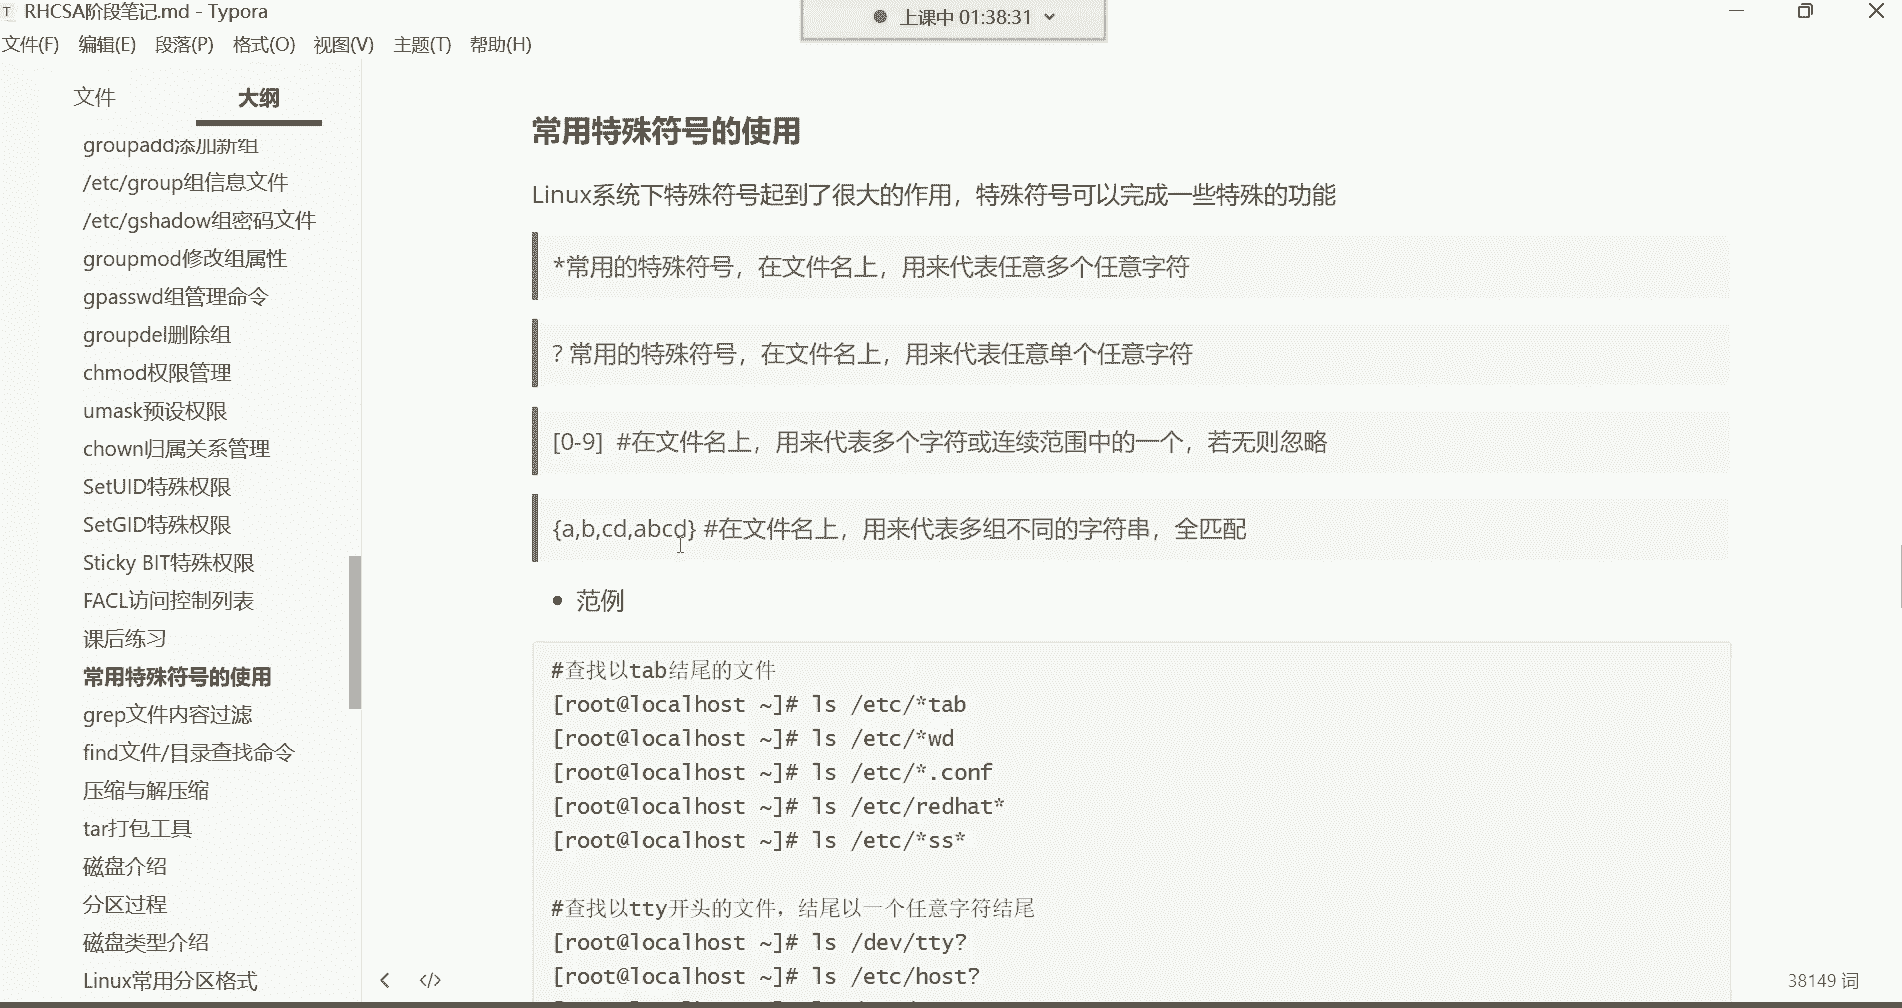 RHCSA阶段笔记.md - Typora
上课中 01:38:31
文件(F) 编辑(E) 段落(P) 格式(O) 视图(V) 主题(T) 帮助(H)
文件 大纲
groupadd添加新组
/etc/group组信息文件
/etc/gshadow组密码文件
groupmod修改组属性
gpasswd组管理命令
groupdel删除组
chmod权限管理
umask预设权限
chown归属关系管理
SetUID特殊权限
SetGID特殊权限
Sticky BIT特殊权限
FACL访问控制列表
课后练习
常用特殊符号的使用
grep文件内容过滤
find文件/目录查找命令
压缩与解压缩
tar打包工具
磁盘介绍
分区过程
磁盘类型介绍
Linux常用分区格式
常用特殊符号的使用
Linux系统下特殊符号起到了很大的作用，特殊符号可以完成一些特殊的功能
*常用的特殊符号，在文件名上，用来代表任意多个任意字符
? 常用的特殊符号，在文件名上，用来代表任意单个任意字符
[0-9] #在文件名上，用来代表多个字符或连续范围中的一个，若无则忽略
{a,b,cd,abcd} #在文件名上，用来代表多组不同的字符串，全匹配
• 范例
#查找以tab结尾的文件
[root@localhost ~]# ls /etc/*tab
[root@localhost ~]# ls /etc/*wd
[root@localhost ~]# ls /etc/*.conf
[root@localhost ~]# ls /etc/redhat*
[root@localhost ~]# ls /etc/*ss*
#查找以tty开头的文件，结尾以一个任意字符结尾
[root@localhost ~]# ls /dev/tty?
[root@localhost ~]# ls /etc/host?
38149 词